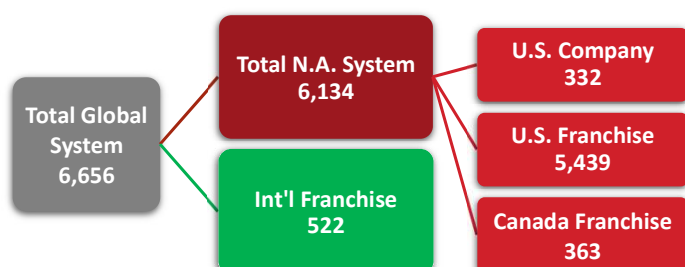 Total Global
System
6,656
Total N.A. System
6,134
Int'l Franchise
522
U.S. Company
332
U.S. Franchise
5,439
Canada Franchise
363